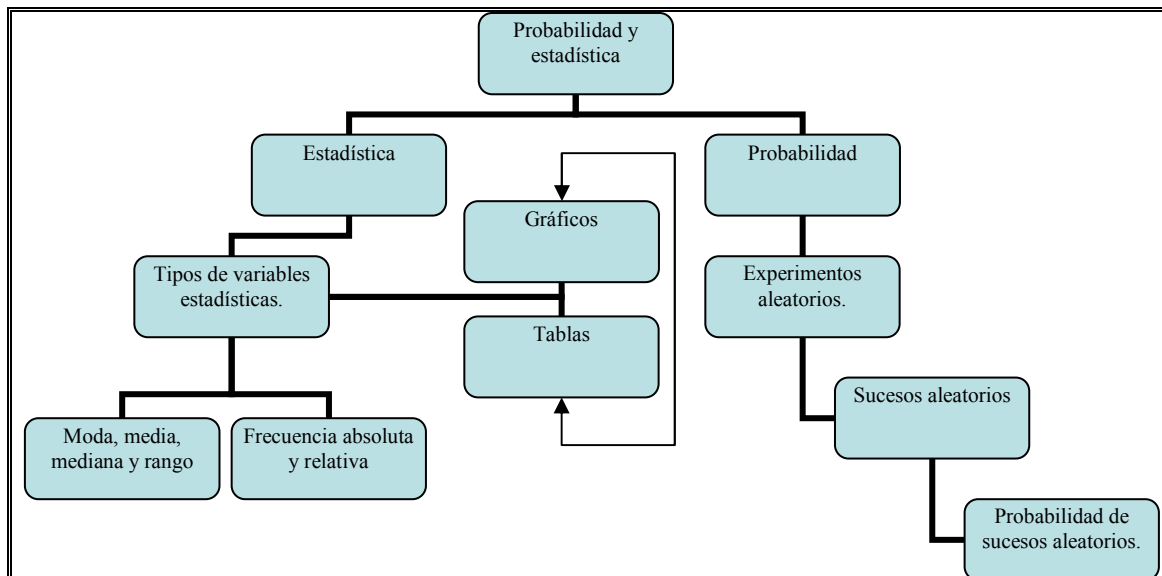 Probabilidad y
estadística
Estadística
Probabilidad
Gráficos
Tipos de variables
estadísticas.
Experimentos
aleatorios.
Tablas
Sucesos aleatorios
Moda, media,
mediana y rango
Frecuencia absoluta
y relativa
Probabilidad de
sucesos aleatorios.